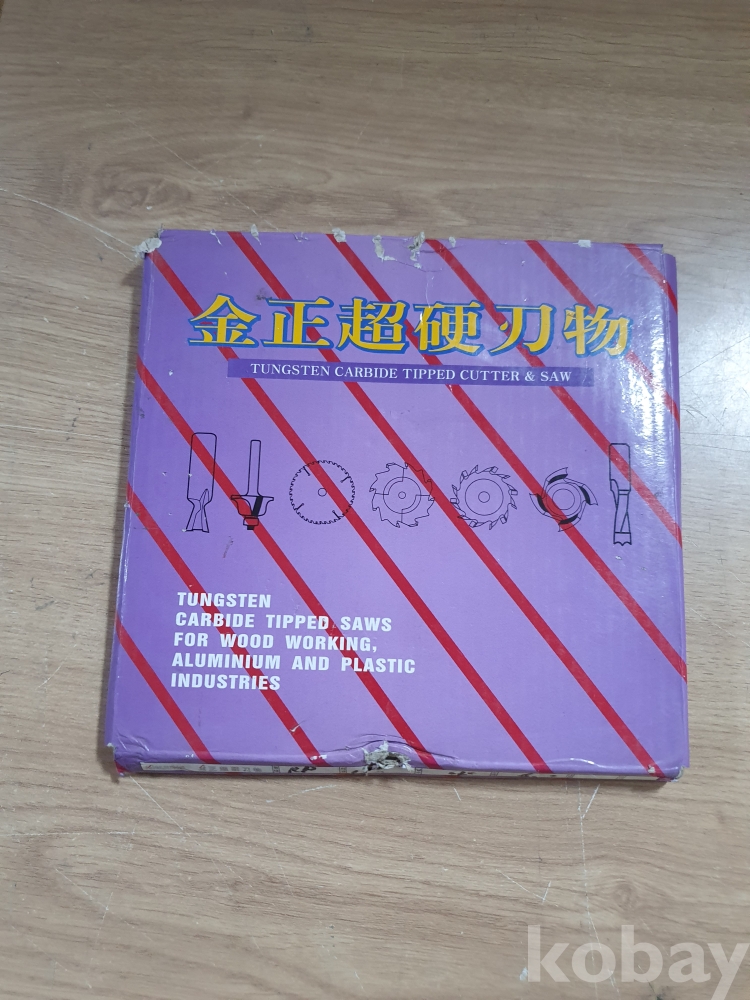 金正超硬刃物
TUNGSTEN CARBIDE TIPPED CUTTER & SAW
TUNGSTEN
CARBIDE TIPPED SAWS
FOR WOOD WORKING,
ALUMINIUM AND PLASTIC
INDUSTRIES
kobay